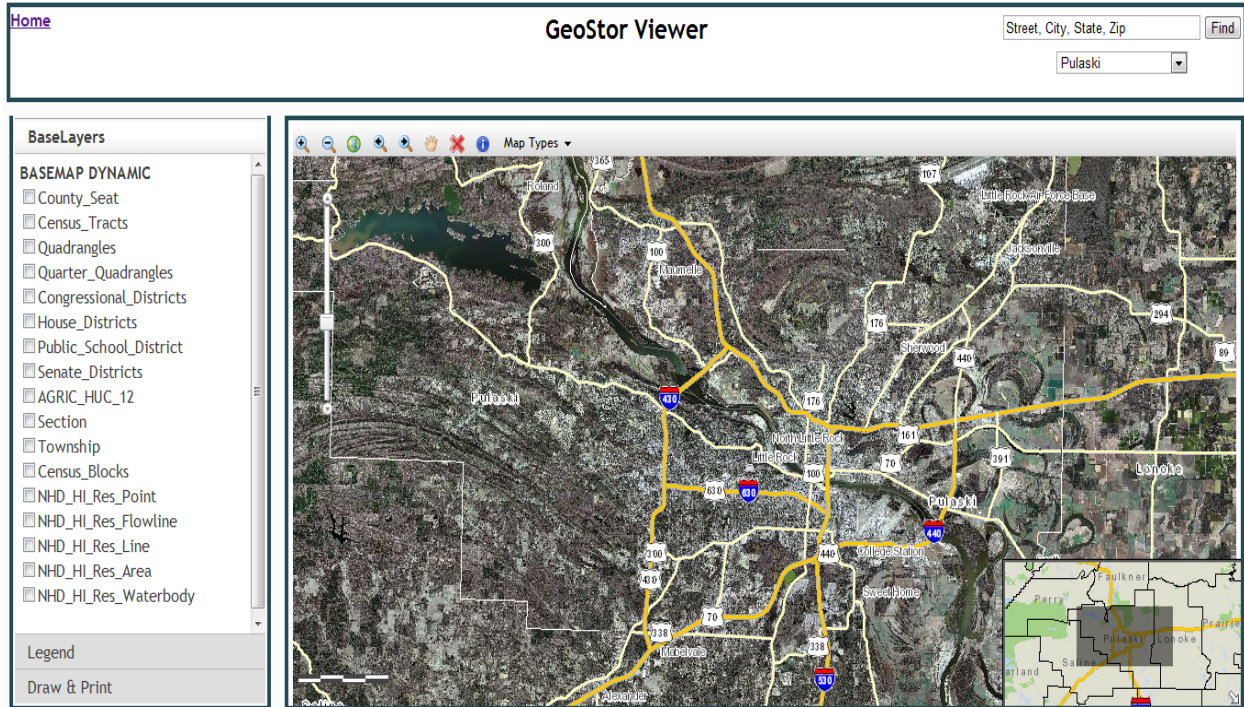 Home
GeoStor Viewer
Street, City, State, Zip
Find
Pulaski
BaseLayers
BASEMAP DYNAMIC
County_Seat
Census_Tracts
Quadrangles
Quarter_Quadrangles
Congressional_Districts
House_Districts
Public_School_District
Senate_Districts
AGRIC_HUC_12
Section
Township
Census_Blocks
NHD_HI_Res_Point
NHD_HI_Res_Flowline
NHD_HI_Res_Line
NHD_HI_Res_Area
NHD_HI_Res_Waterbody
Legend
Draw & Print
Map Types
365
107
Roland
Little Rock Air Force Base
300
100
Maumelle
Jacksonville
294
176
Sherwood
440
89
Pulaski
430
176
North Little Rock
161
Little Rock
100
70
391
Lonoke
630
630
Pulaski
440
300
440
College Station
430
Sweet Home
70
338
338
Mabelvale
530
Alexander
Faulkner
Perry
Prairie
Pulaski
Lonoke
Saline
arland